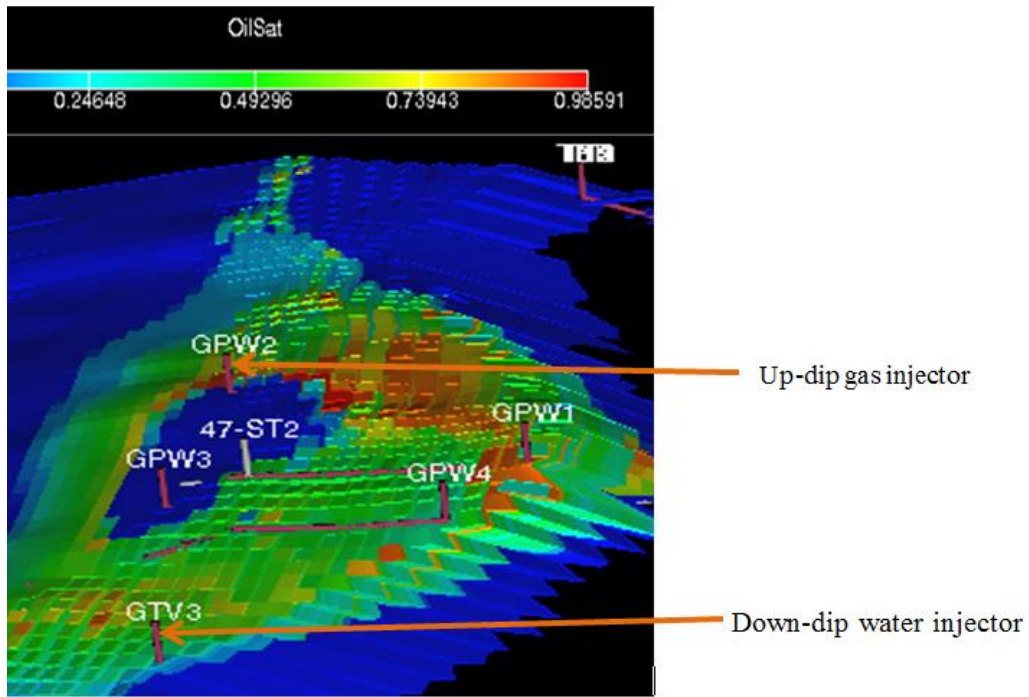 OilSat
0.24648 0.49296 0.73943 0.98591
GPW2
Up-dip gas injector
GPW1
47-ST2
GPW3
GPW4
GTV3
Down-dip water injector